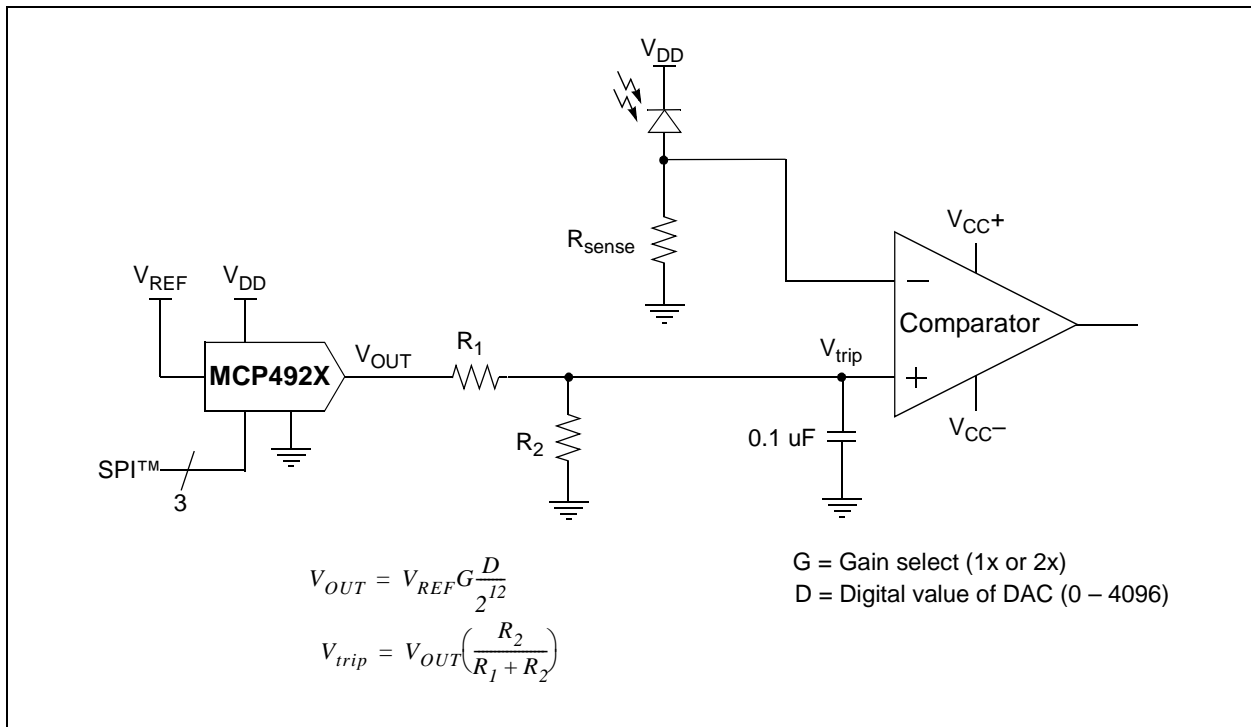 V_DD
R_sense
V_CC+
−
Comparator
+
V_CC−
V_REF
V_DD
MCP492X
V_OUT
R_1
V_trip
R_2
0.1 uF
SPI™
3
V_OUT = V_REF G D/2^12
V_trip = V_OUT(R_2/(R_1 + R_2))
G = Gain select (1x or 2x)
D = Digital value of DAC (0 – 4096)